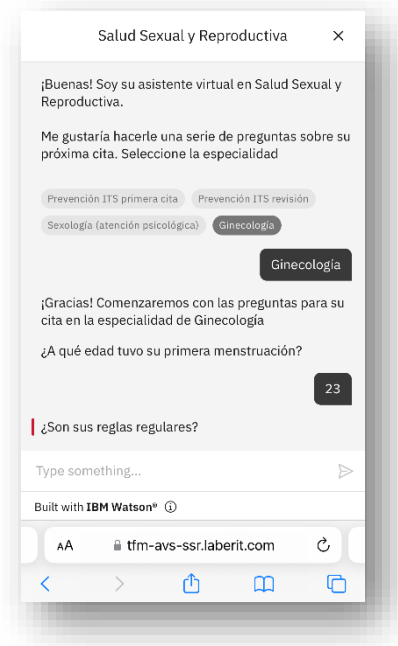 Salud Sexual y Reproductiva ×
¡Buenas! Soy su asistente virtual en Salud Sexual y
Reproductiva.
Me gustaría hacerle una serie de preguntas sobre su
próxima cita. Seleccione la especialidad
Prevención ITS primera cita Prevención ITS revisión
Sexología (atención psicológica) Ginecología
Ginecología
¡Gracias! Comenzaremos con las preguntas para su
cita en la especialidad de Ginecología
¿A qué edad tuvo su primera menstruación?
23
¿Son sus reglas regulares?
Type something...
Built with IBM Watson®
AA tfm-avs-ssr.laberit.com